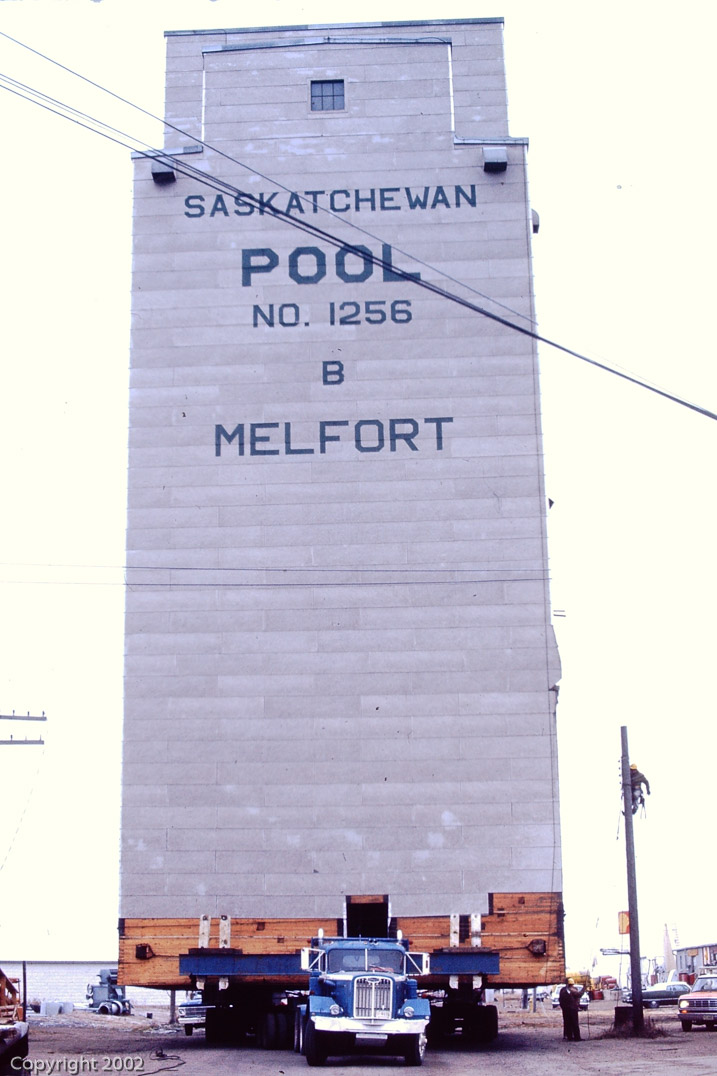 SASKATCHEWAN
POOL
NO. 1256
B
MELFORT
Copyright 2002